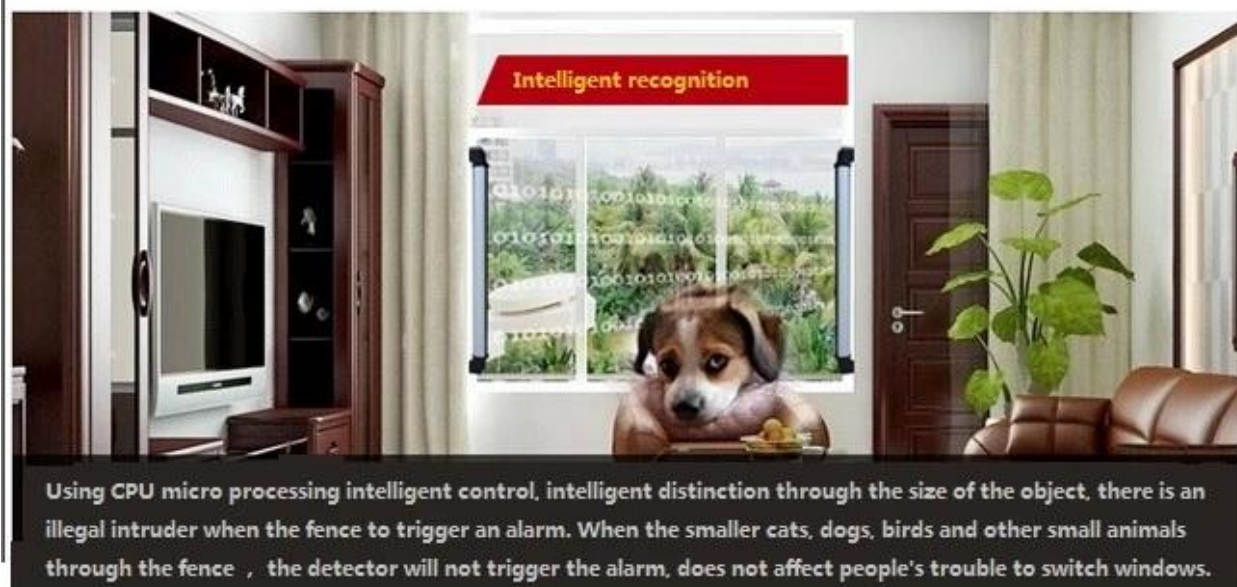 Intelligent recognition
Using CPU micro processing intelligent control, intelligent distinction through the size of the object, there is an
illegal intruder when the fence to trigger an alarm. When the smaller cats, dogs, birds and other small animals
through the fence , the detector will not trigger the alarm, does not affect people's trouble to switch windows.